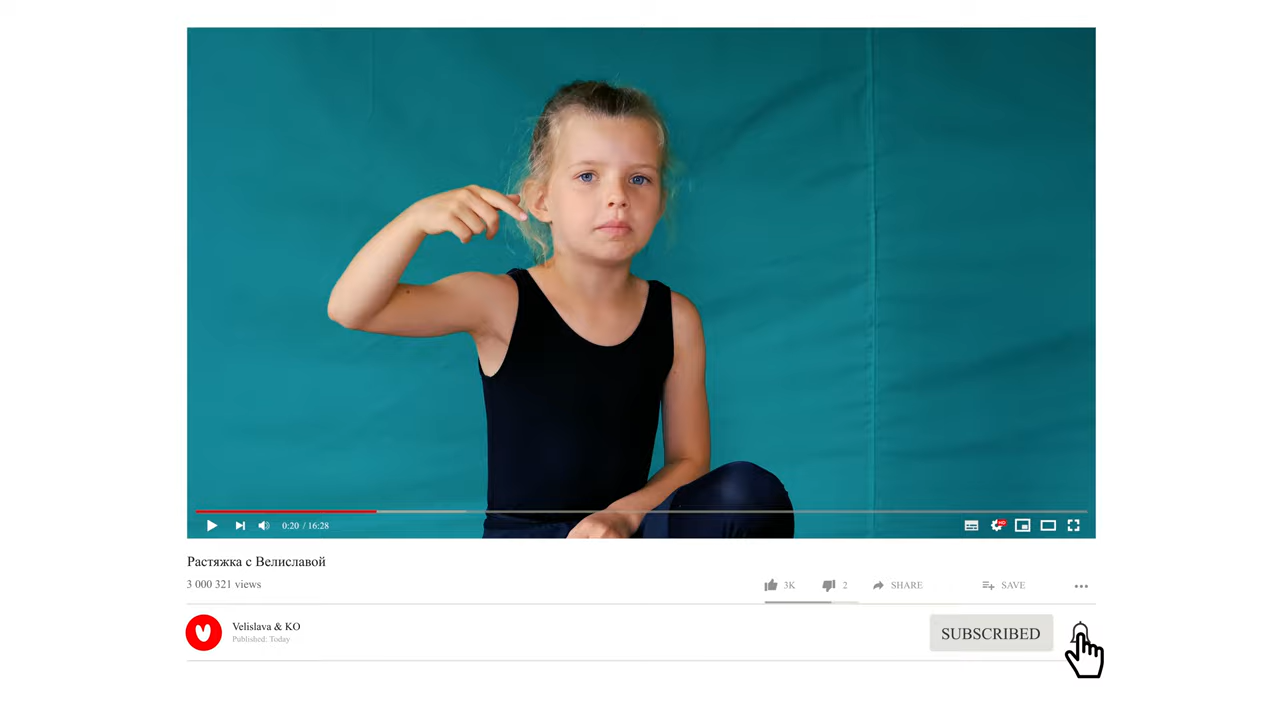 0:20 / 16:28
HD
Растяжка с Велиславой
3 000 321 views
3K
2
SHARE
SAVE
Velislava & KO
Published: Today
SUBSCRIBED